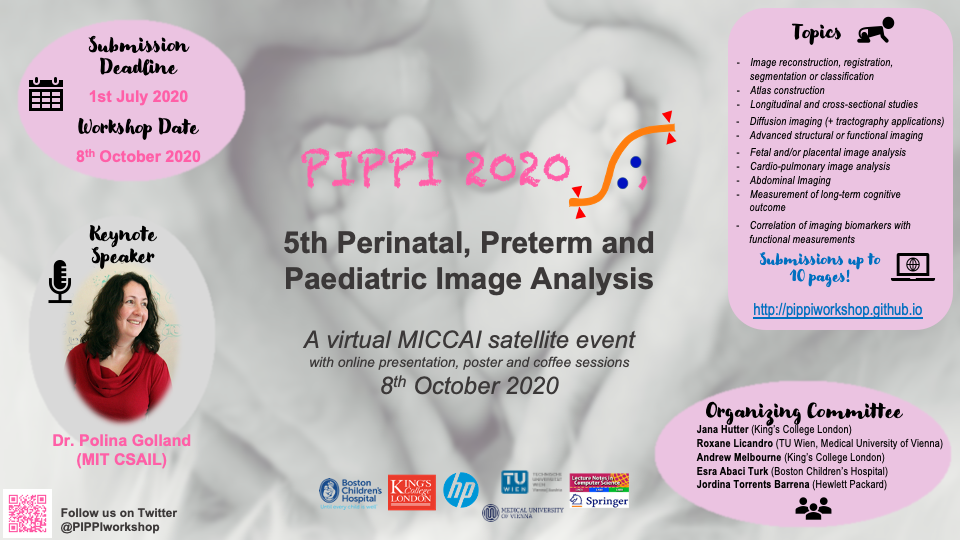 Submission
Deadline
1st July 2020
Workshop Date
8th October 2020
Keynote
Speaker
Dr. Polina Golland
(MIT CSAIL)
Follow us on Twitter
@PIPPIworkshop
PIPPI 2020
5th Perinatal, Preterm and
Paediatric Image Analysis
A virtual MICCAI satellite event
with online presentation, poster and coffee sessions
8th October 2020
Boston
Children's
Hospital
KING'S
College
LONDON
hp
TU
WIEN
TECHNISCHE
UNIVERSITÄT
WIEN
MEDICAL UNIVERSITY
OF VIENNA
Lecture Notes in
Computer Science
Springer
Topics
- Image reconstruction, registration,
segmentation or classification
- Atlas construction
- Longitudinal and cross-sectional studies
- Diffusion imaging (+ tractography applications)
- Advanced structural or functional imaging
- Fetal and/or placental image analysis
- Cardio-pulmonary image analysis
- Abdominal Imaging
- Measurement of long-term cognitive
outcome
- Correlation of imaging biomarkers with
functional measurements
Submissions up to
10 pages!
http://pippiworkshop.github.io
Organizing Committee
Jana Hutter (King's College London)
Roxane Licandro (TU Wien, Medical University of Vienna)
Andrew Melbourne (King's College London)
Esra Abaci Turk (Boston Children's Hospital)
Jordina Torrents Barrena (Hewlett Packard)